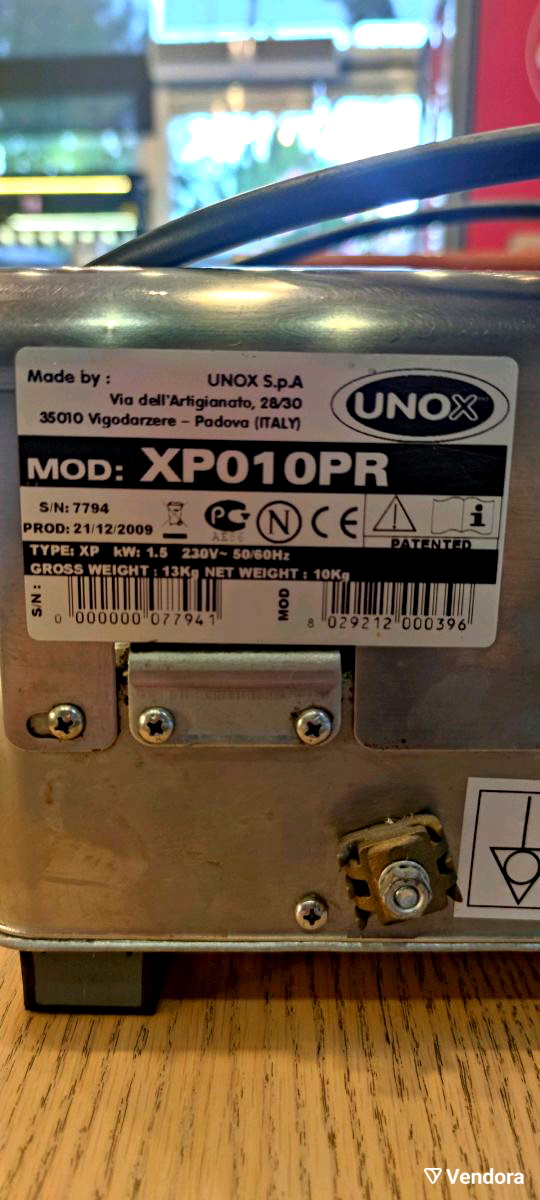 Made by :
UNOX S.p.A
Via dell'Artigianato, 28/30
35010 Vigodarzere – Padova (ITALY)
UNOX
MOD: XP010PR
S/N: 7794
PROD: 21/12/2009
PATENTED
TYPE: XP kW: 1.5 230V~ 50/60Hz
GROSS WEIGHT : 13Kg NET WEIGHT : 10Kg
S/N :
0 000000 077941
MOD
8 029212 000396
Vendora